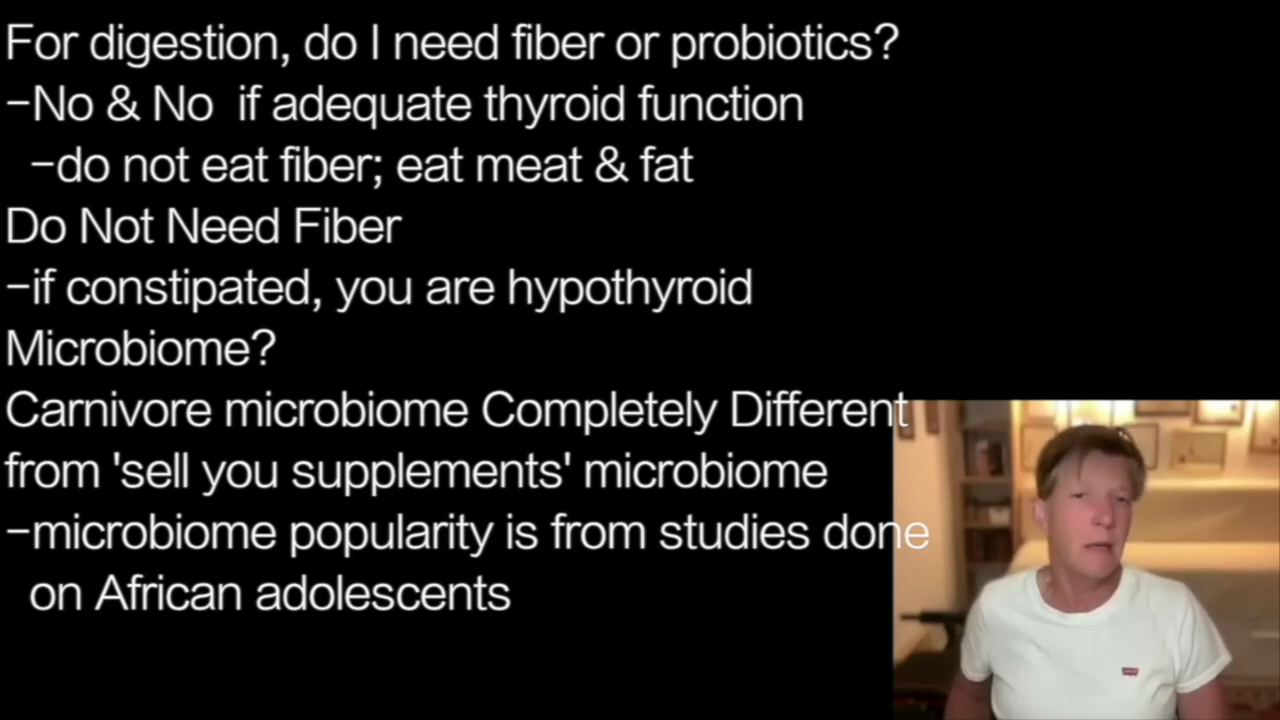 For digestion, do I need fiber or probiotics?
-No & No if adequate thyroid function
-do not eat fiber; eat meat & fat
Do Not Need Fiber
-if constipated, you are hypothyroid
Microbiome?
Carnivore microbiome Completely Different
from 'sell you supplements' microbiome
-microbiome popularity is from studies done
on African adolescents